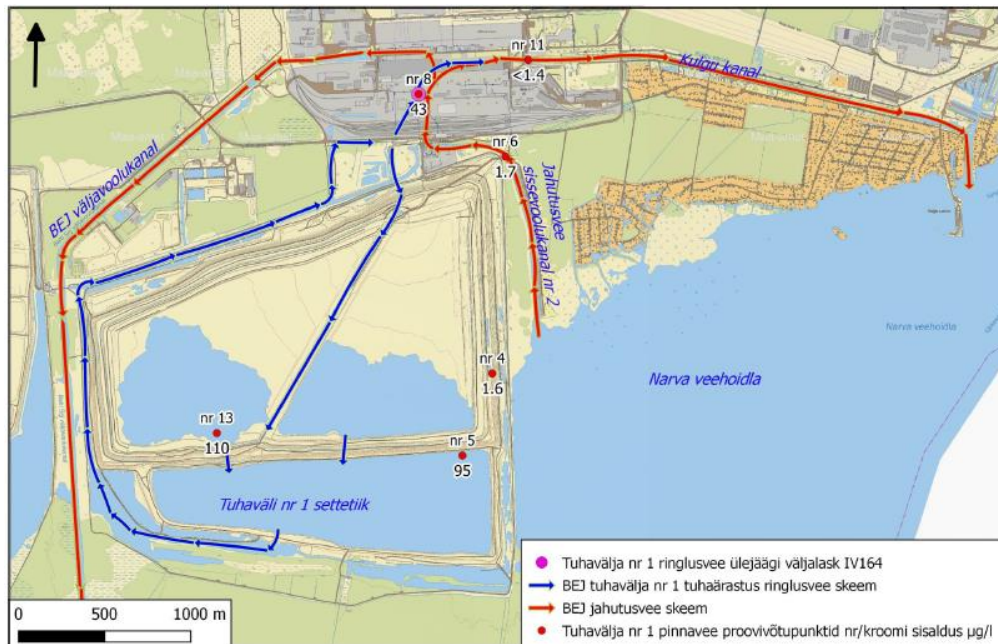 nr 11
<1.4
Kulgu kanal
nr 8
43
nr 6
1.7
BEJ väljavoolukanal
Jahutusvee
sissevoolukanal nr 2
Narva veehoidla
nr 4
1.6
Narva veehoidla
nr 13
110
nr 5
95
Tuhaväli nr 1 settetiik
0 500 1000 m
Tuhavälja nr 1 ringlusvee ülejäägi väljalask IV164
BEJ tuhavälja nr 1 tuhaärastus ringlusvee skeem
BEJ jahutusvee skeem
Tuhavälja nr 1 pinnavee proovivõtupunktid nr/kroomi sisaldus µg/l